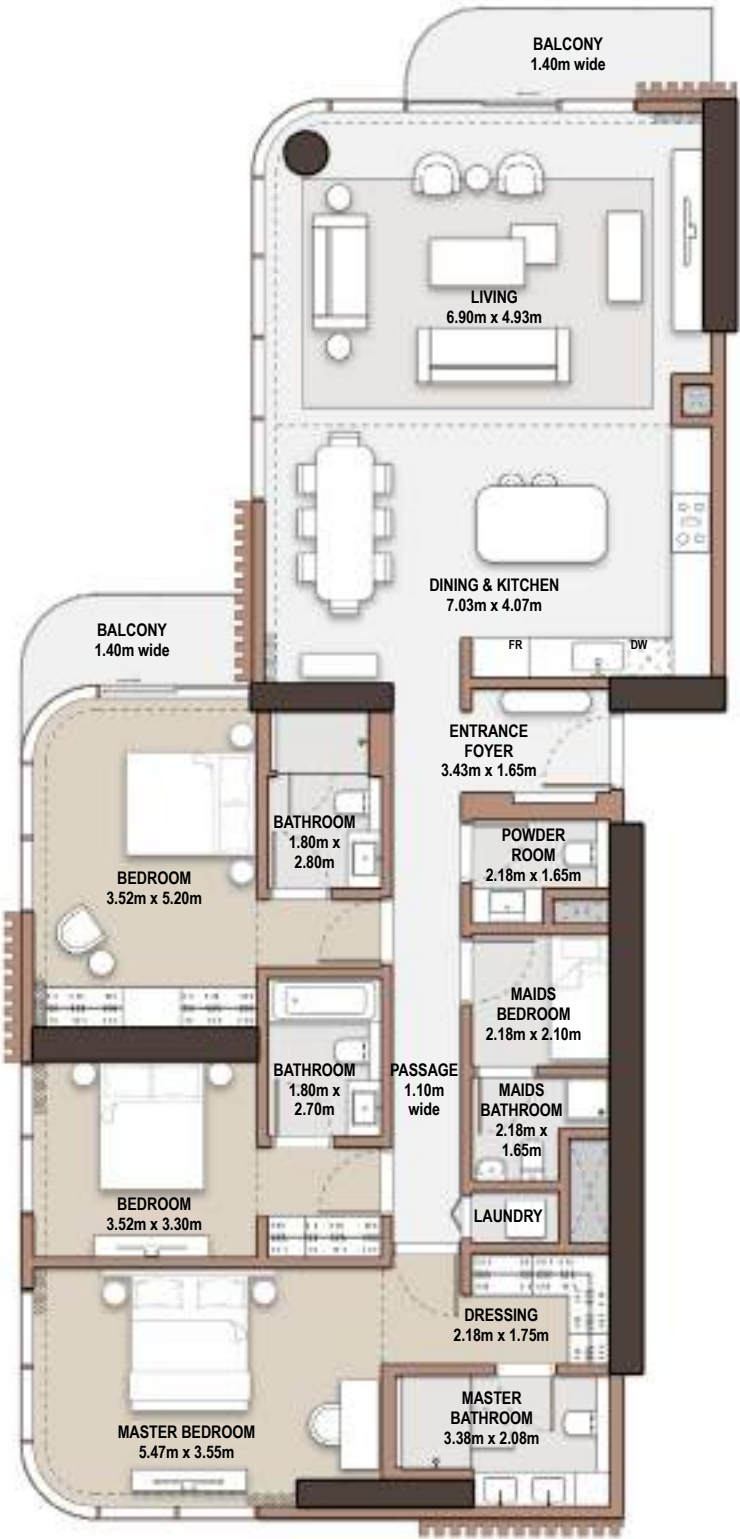 BALCONY
1.40m wide
LIVING
6.90m x 4.93m
DINING & KITCHEN
7.03m x 4.07m
BALCONY
1.40m wide
FR
DW
ENTRANCE
FOYER
3.43m x 1.65m
BATHROOM
1.80m x
2.80m
POWDER
ROOM
2.18m x 1.65m
BEDROOM
3.52m x 5.20m
MAIDS
BEDROOM
2.18m x 2.10m
BATHROOM
1.80m x
2.70m
PASSAGE
1.10m
wide
MAIDS
BATHROOM
2.18m x
1.65m
BEDROOM
3.52m x 3.30m
LAUNDRY
DRESSING
2.18m x 1.75m
MASTER BEDROOM
5.47m x 3.55m
MASTER
BATHROOM
3.38m x 2.08m